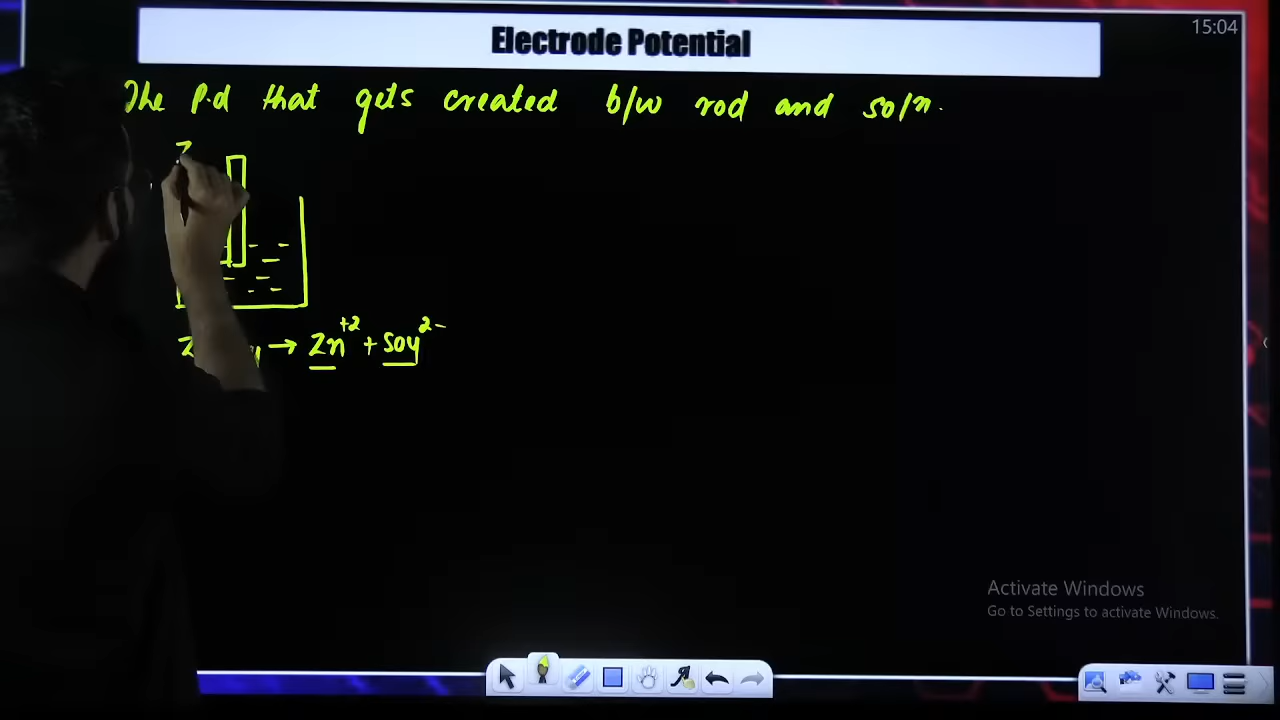 15:04
Electrode Potential
The P.d that gets created b/w rod and so/n.
Z
Z → Zn+2 + SO4 2-
Activate Windows
Go to Settings to activate Windows.